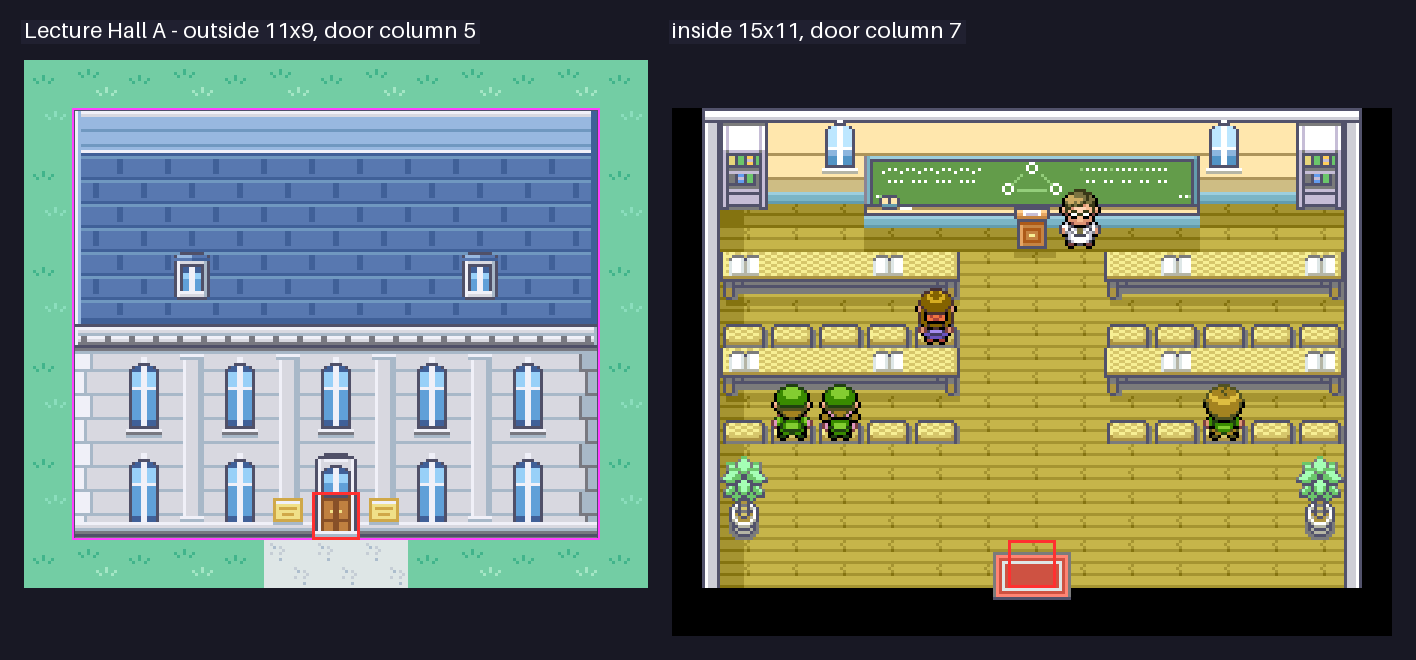 Lecture Hall A - outside 11x9, door column 5
inside 15x11, door column 7